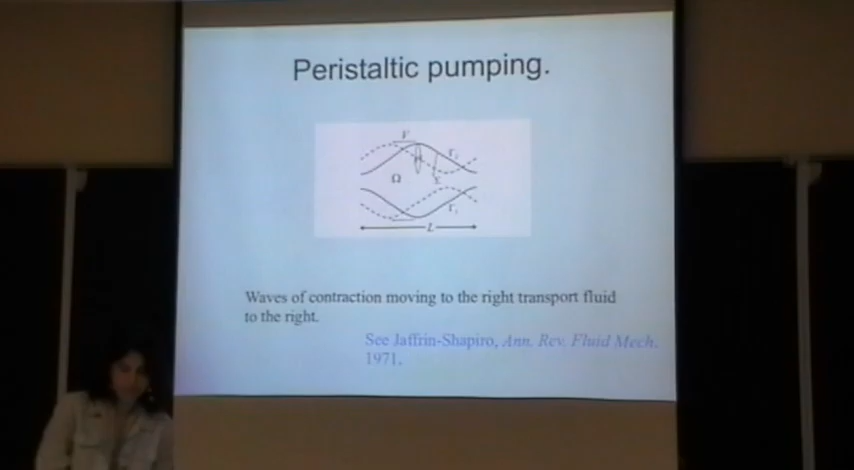 Peristaltic pumping.
Ω
L
Waves of contraction moving to the right transport fluid
to the right.
See Jaffrin-Shapiro, Ann. Rev. Fluid Mech.
1971.